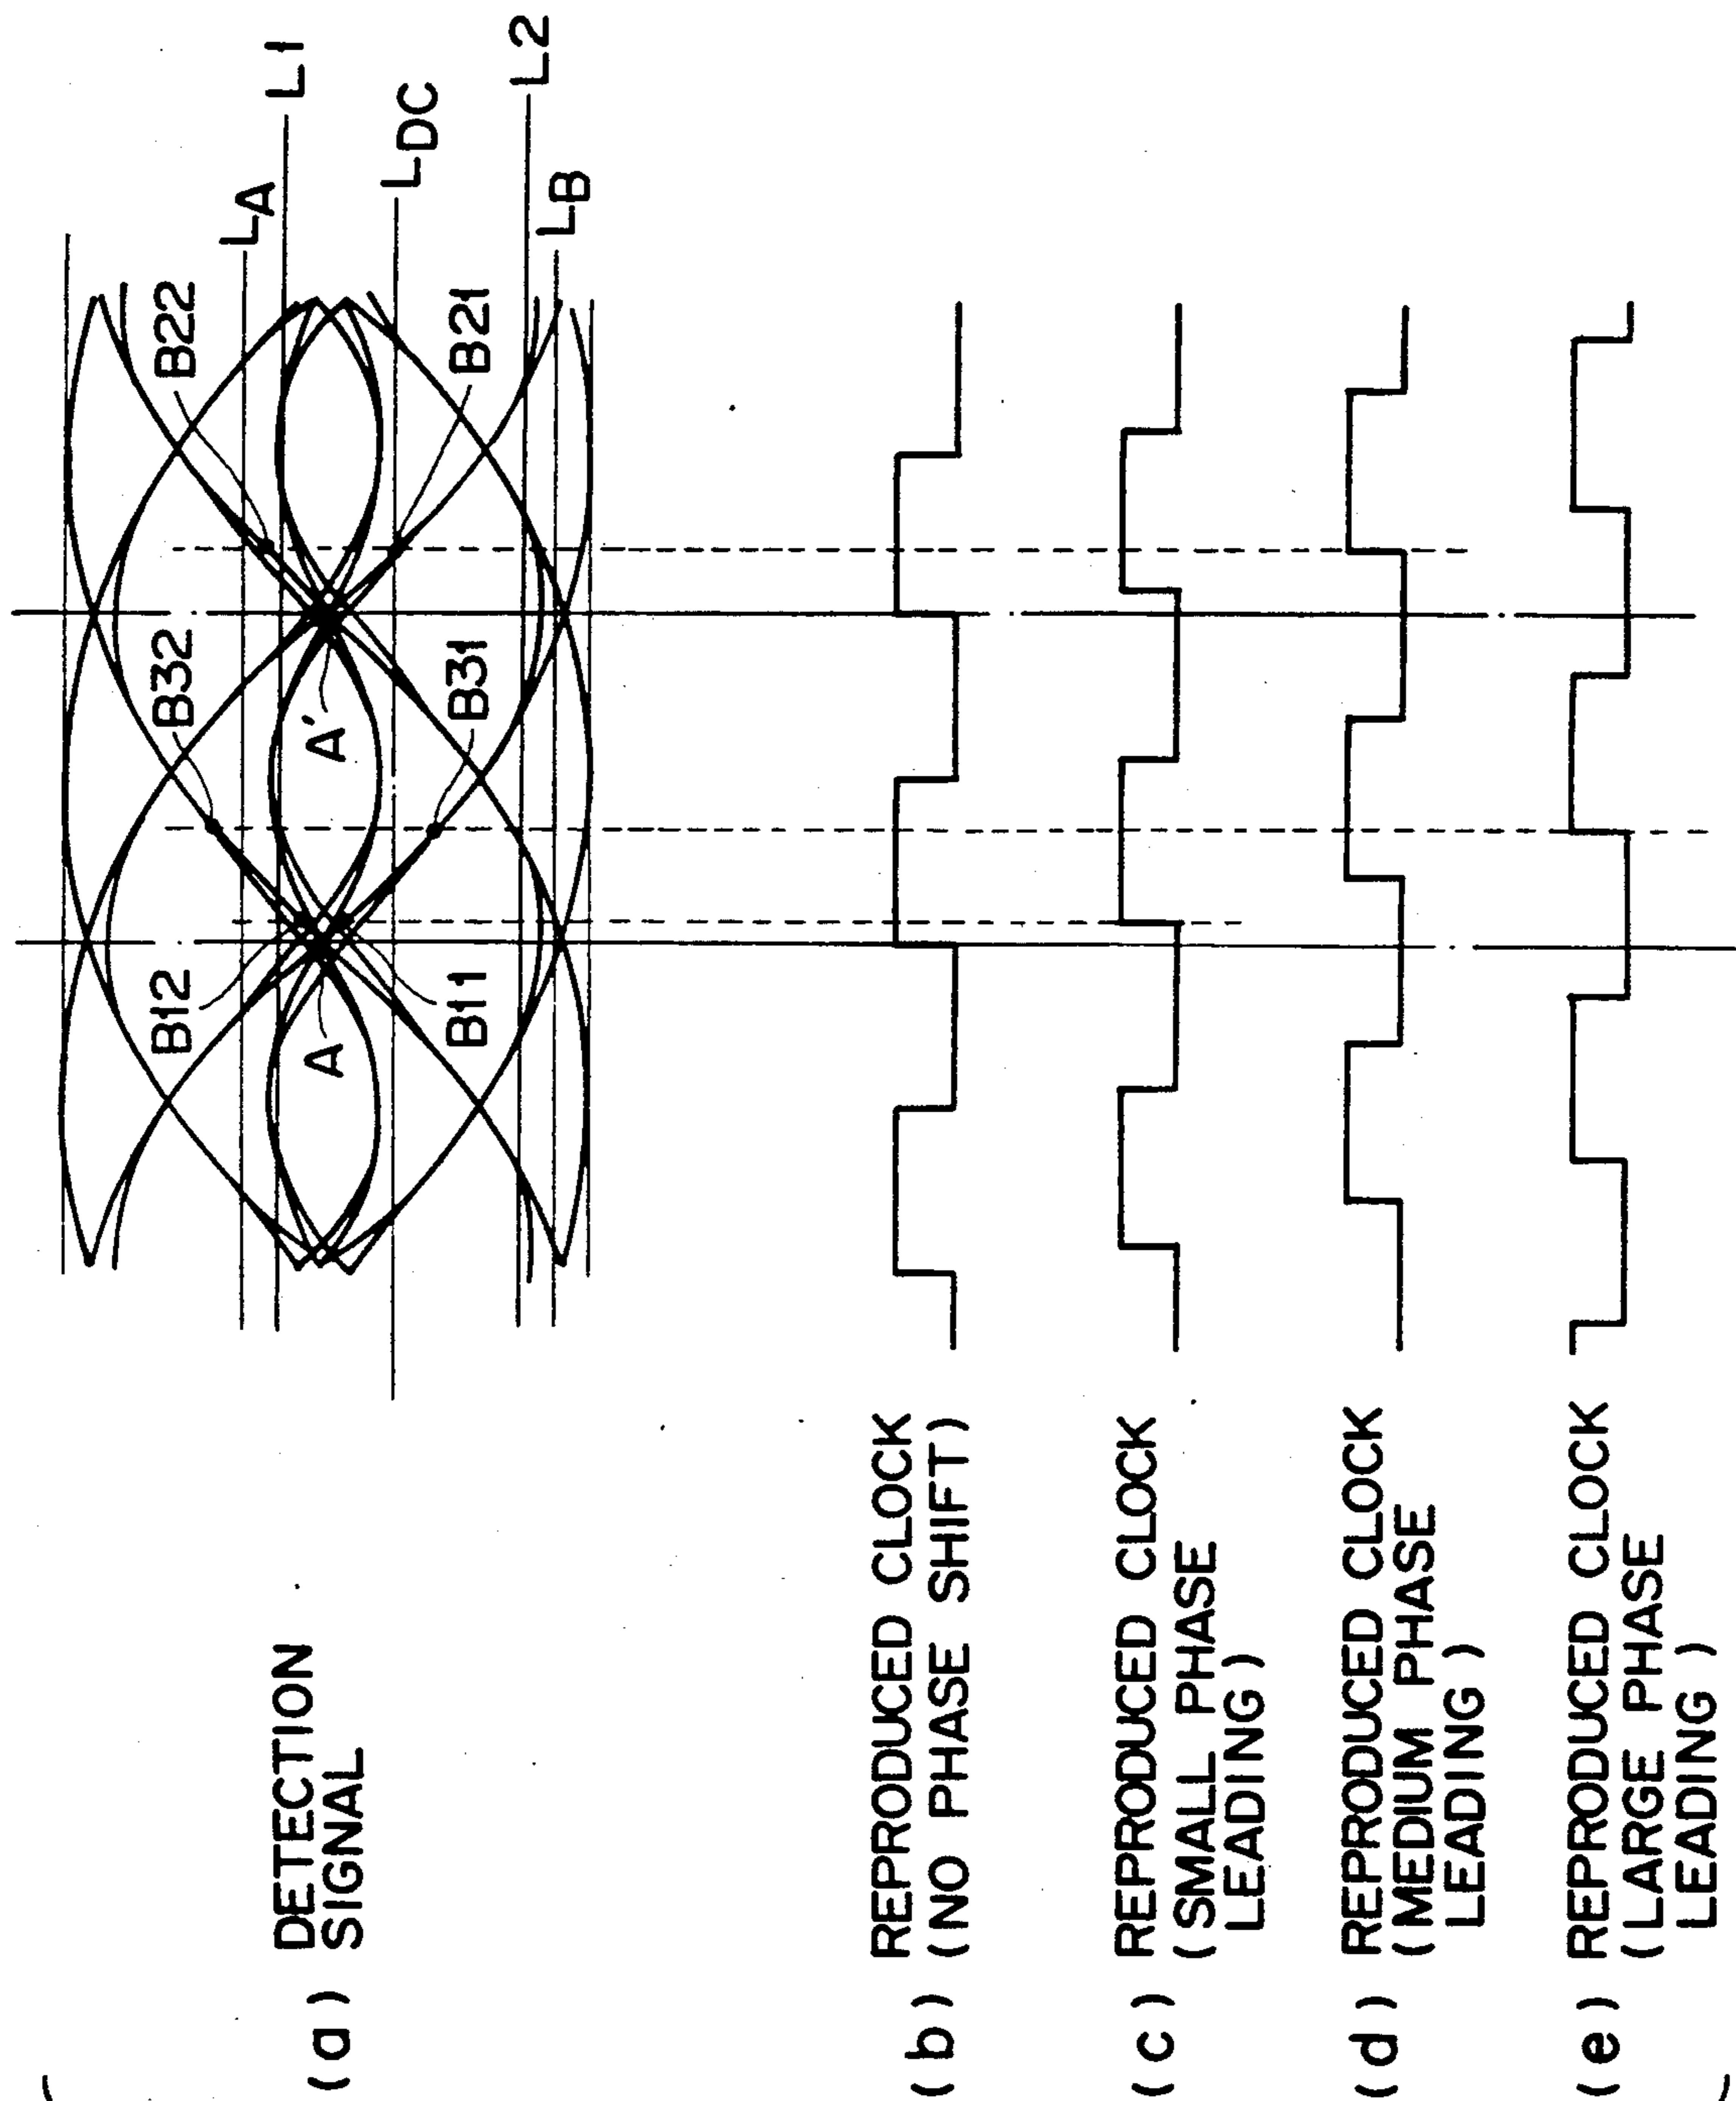 B22
B32
B12
LA
L1
A'
A
LDC
B21
B31
B11
L2
LB
(a) DETECTION
SIGNAL
(b) REPRODUCED CLOCK
(NO PHASE SHIFT)
(c) REPRODUCED CLOCK
(SMALL PHASE
LEADING)
(d) REPRODUCED CLOCK
(MEDIUM PHASE
LEADING)
(e) REPRODUCED CLOCK
(LARGE PHASE
LEADING)